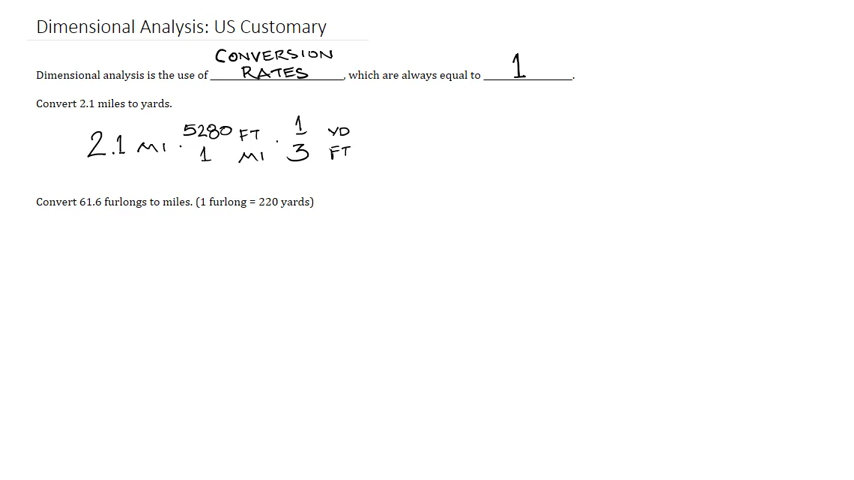 Dimensional Analysis: US Customary
CONVERSION
Dimensional analysis is the use of RATES, which are always equal to 1.
Convert 2.1 miles to yards.
2.1 MI · 5280 FT / 1 MI · 1 YD / 3 FT
Convert 61.6 furlongs to miles. (1 furlong = 220 yards)